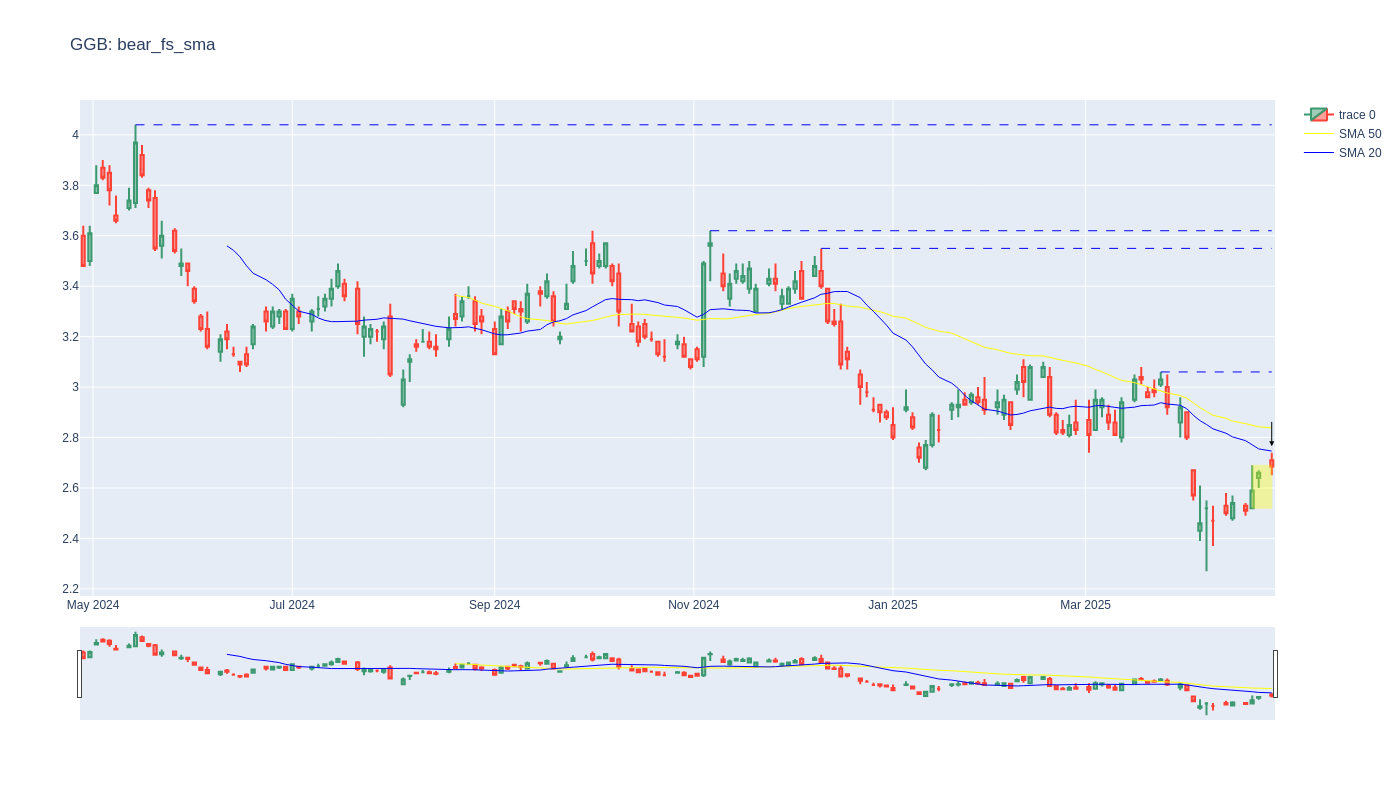 GGB: bear_fs_sma
trace 0
SMA 50
SMA 20
4
3.8
3.6
3.4
3.2
3
2.8
2.6
2.4
2.2
May 2024
Jul 2024
Sep 2024
Nov 2024
Jan 2025
Mar 2025